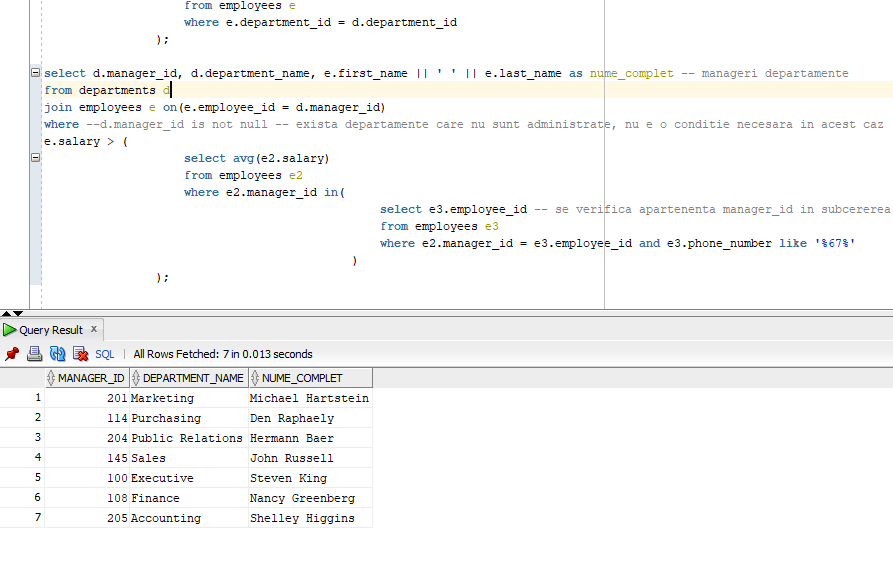 from employees e
where e.department_id = d.department_id
);
select d.manager_id, d.department_name, e.first_name || ' ' || e.last_name as nume_complet -- manageri departamente
from departments d
join employees e on(e.employee_id = d.manager_id)
where --d.manager_id is not null -- exista departamente care nu sunt administrate, nu e o conditie necesara in acest caz
e.salary > (
select avg(e2.salary)
from employees e2
where e2.manager_id in(
select e3.employee_id -- se verifica apartenenta manager_id in subcererea
from employees e3
where e2.manager_id = e3.employee_id and e3.phone_number like '%67%'
)
);
Query Result x
SQL | All Rows Fetched: 7 in 0.013 seconds
MANAGER_ID DEPARTMENT_NAME NUME_COMPLET
1 201 Marketing Michael Hartstein
2 114 Purchasing Den Raphaely
3 204 Public Relations Hermann Baer
4 145 Sales John Russell
5 100 Executive Steven King
6 108 Finance Nancy Greenberg
7 205 Accounting Shelley Higgins